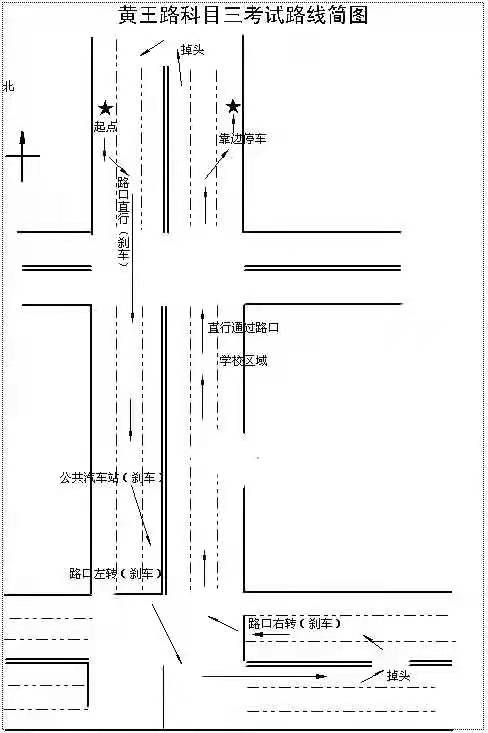 黄王路科目三考试路线简图
掉头
北
起点
靠边停车
路口直行（刹车）
直行通过路口
学校区域
公共汽车站（刹车）
路口左转（刹车）
路口右转（刹车）
掉头